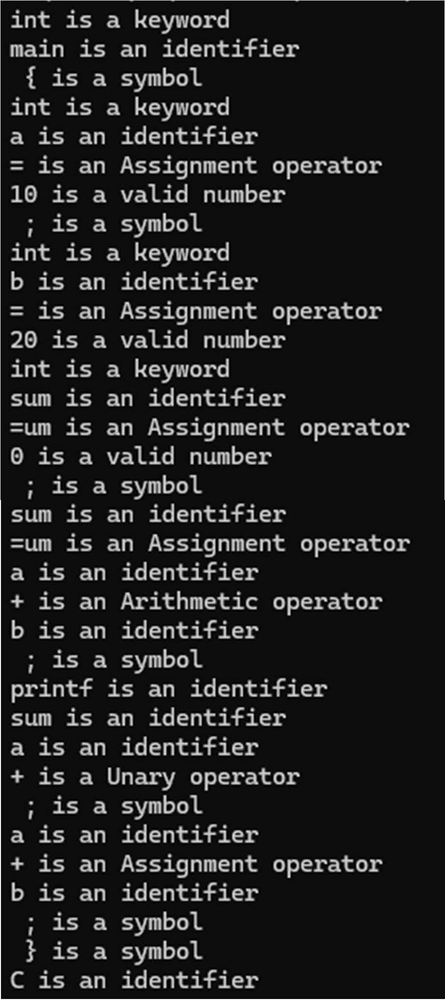 int is a keyword
main is an identifier
 { is a symbol
int is a keyword
a is an identifier
= is an Assignment operator
10 is a valid number
 ; is a symbol
int is a keyword
b is an identifier
= is an Assignment operator
20 is a valid number
int is a keyword
sum is an identifier
=um is an Assignment operator
0 is a valid number
 ; is a symbol
sum is an identifier
=um is an Assignment operator
a is an identifier
+ is an Arithmetic operator
b is an identifier
 ; is a symbol
printf is an identifier
sum is an identifier
a is an identifier
+ is a Unary operator
 ; is a symbol
a is an identifier
+ is an Assignment operator
b is an identifier
 ; is a symbol
 } is a symbol
C is an identifier